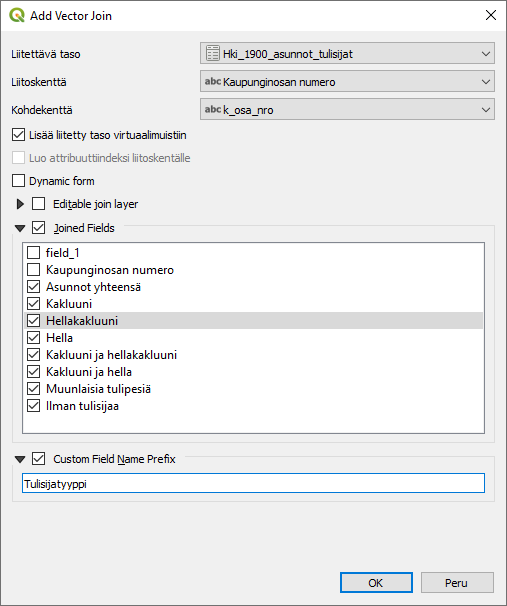 Add Vector Join
Liitettävä taso
Hki_1900_asunnot_tulisijat
Liitoskenttä
abc Kaupunginosan numero
Kohdekenttä
abc k_osa_nro
Lisää liitetty taso virtuaalimuistiin
Luo attribuuttiindeksi liitoskentälle
Dynamic form
Editable join layer
Joined Fields
field_1
Kaupunginosan numero
Asunnot yhteensä
Kakluuni
Hellakakluuni
Hella
Kakluuni ja hellakakluuni
Kakluuni ja hella
Muunlaisia tulipesiä
Ilman tulisijaa
Custom Field Name Prefix
Tulisijatyyppi
OK
Peru